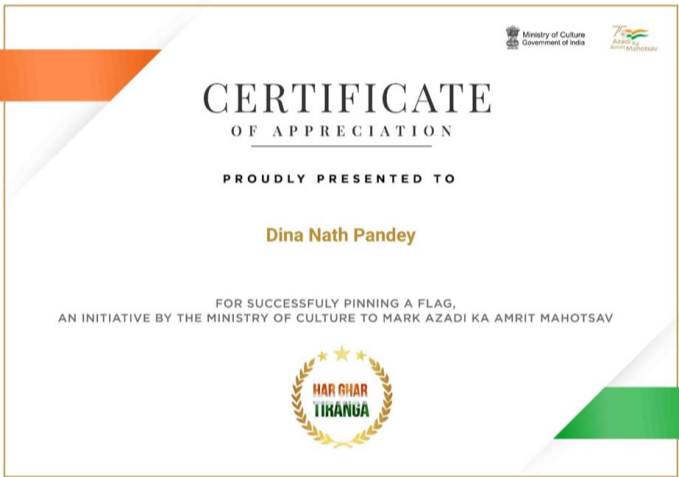 Ministry of Culture
Government of India
75
Azadi Ka
Amrit Mahotsav
CERTIFICATE
OF APPRECIATION
PROUDLY PRESENTED TO
Dina Nath Pandey
FOR SUCCESSFULY PINNING A FLAG,
AN INITIATIVE BY THE MINISTRY OF CULTURE TO MARK AZADI KA AMRIT MAHOTSAV
HAR GHAR
TIRANGA